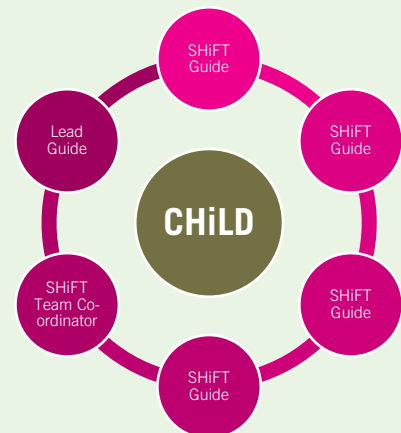 SHiFT
Guide
SHiFT
Guide
SHiFT
Guide
SHiFT
Guide
SHiFT
Team Co-
ordinator
Lead
Guide
CHiLD